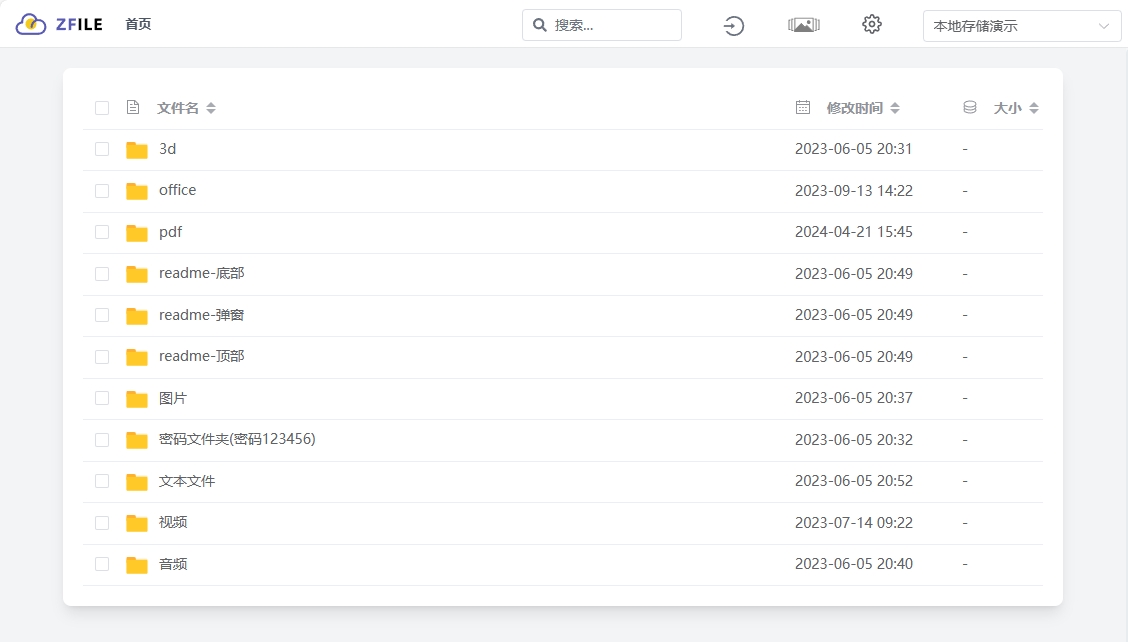 ZFILE 首页 搜索... 本地存储演示
文件名 修改时间 大小
3d 2023-06-05 20:31 -
office 2023-09-13 14:22 -
pdf 2024-04-21 15:45 -
readme-底部 2023-06-05 20:49 -
readme-弹窗 2023-06-05 20:49 -
readme-顶部 2023-06-05 20:49 -
图片 2023-06-05 20:37 -
密码文件夹(密码123456) 2023-06-05 20:32 -
文本文件 2023-06-05 20:52 -
视频 2023-07-14 09:22 -
音频 2023-06-05 20:40 -